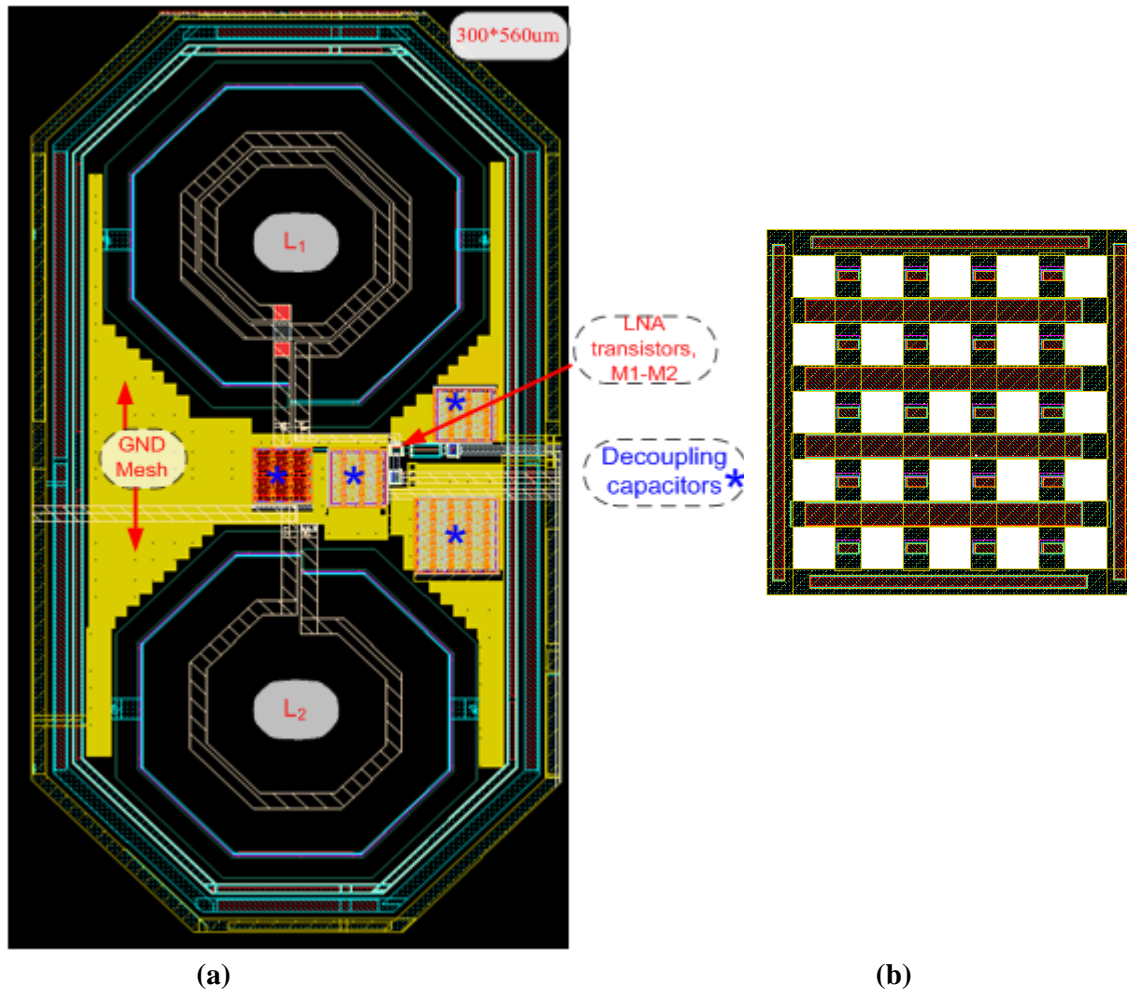 300*560um
L₁
LNA
transistors,
M1-M2
GND
Mesh
*
*
*
*
Decoupling
capacitors *
L₂
(a)
(b)